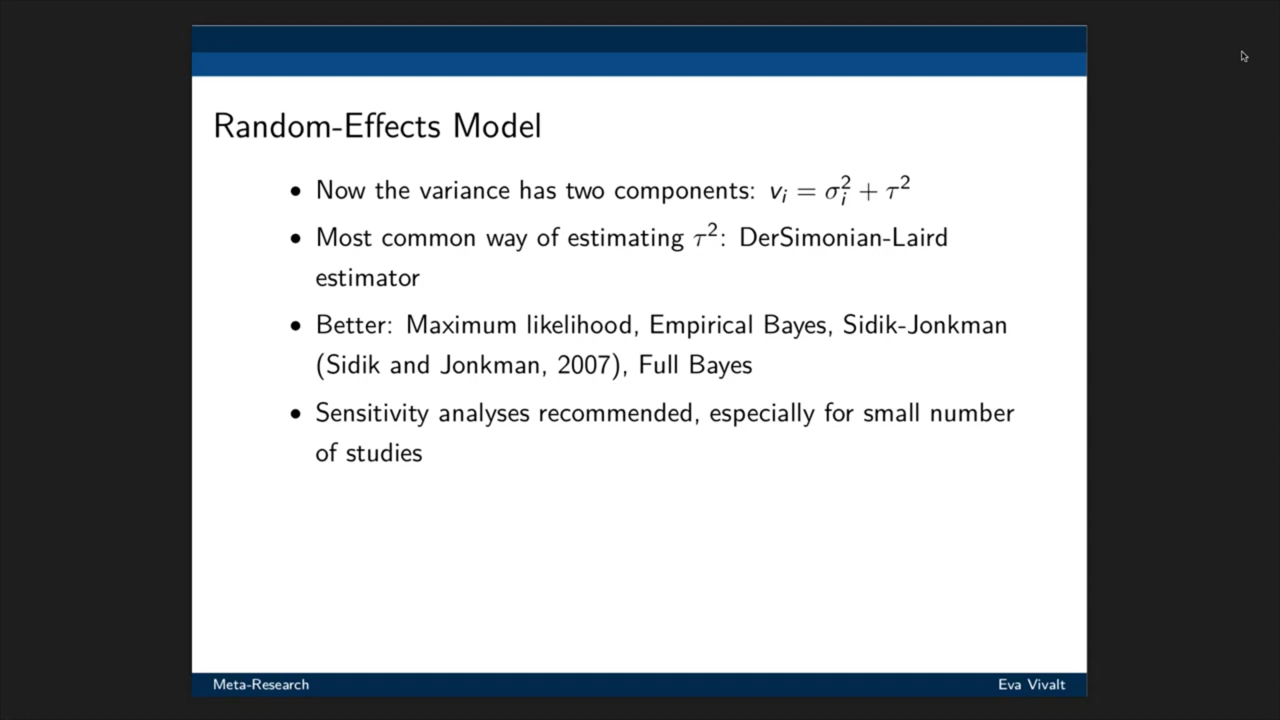 Random-Effects Model
• Now the variance has two components: vᵢ = σᵢ² + τ²
• Most common way of estimating τ²: DerSimonian-Laird
estimator
• Better: Maximum likelihood, Empirical Bayes, Sidik-Jonkman
(Sidik and Jonkman, 2007), Full Bayes
• Sensitivity analyses recommended, especially for small number
of studies
Meta-Research
Eva Vivalt